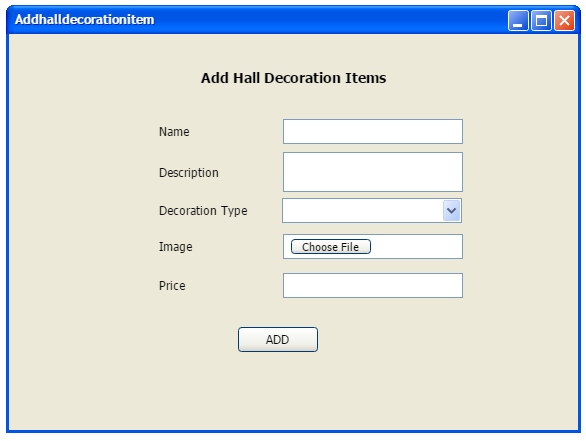 Addhalldecorationitem
Add Hall Decoration Items
Name
Description
Decoration Type
Image
Choose File
Price
ADD